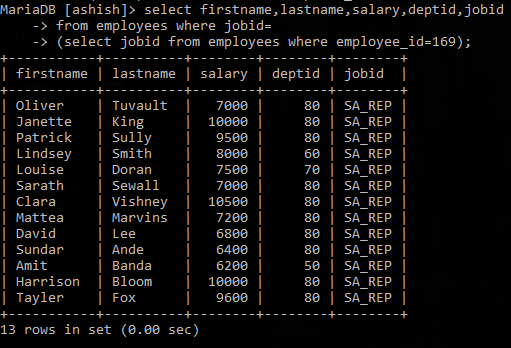 MariaDB [ashish]> select firstname,lastname,salary,deptid,jobid
    -> from employees where jobid=
    -> (select jobid from employees where employee_id=169);
+-----------+----------+--------+--------+--------+
| firstname | lastname | salary | deptid | jobid  |
+-----------+----------+--------+--------+--------+
| Oliver    | Tuvault  |   7000 |     80 | SA_REP |
| Janette   | King     |  10000 |     80 | SA_REP |
| Patrick   | Sully    |   9500 |     80 | SA_REP |
| Lindsey   | Smith    |   8000 |     60 | SA_REP |
| Louise    | Doran    |   7500 |     70 | SA_REP |
| Sarath    | Sewall   |   7000 |     80 | SA_REP |
| Clara     | Vishney  |  10500 |     80 | SA_REP |
| Mattea    | Marvins  |   7200 |     80 | SA_REP |
| David     | Lee      |   6800 |     80 | SA_REP |
| Sundar    | Ande     |   6400 |     80 | SA_REP |
| Amit      | Banda    |   6200 |     50 | SA_REP |
| Harrison  | Bloom    |  10000 |     80 | SA_REP |
| Tayler    | Fox      |   9600 |     80 | SA_REP |
+-----------+----------+--------+--------+--------+
13 rows in set (0.00 sec)